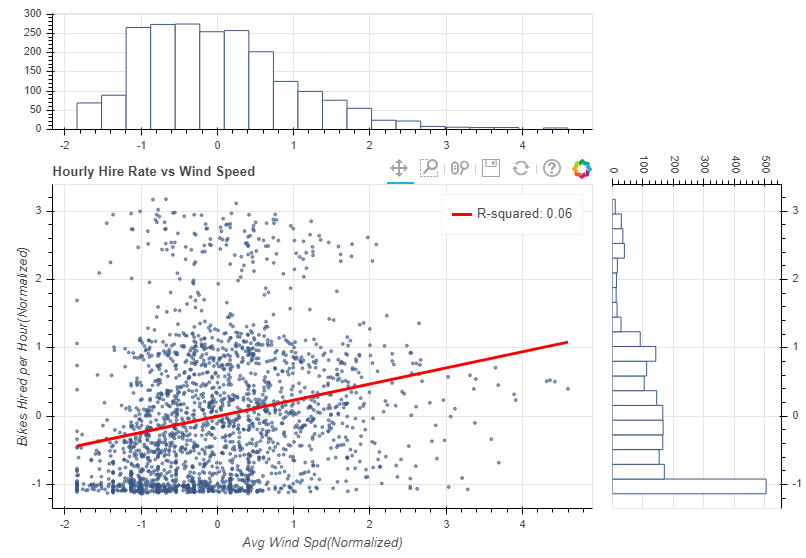 300
250
200
150
100
50
0
-2 -1 0 1 2 3 4
Hourly Hire Rate vs Wind Speed
0 100 200 300 400 500
R-squared: 0.06
3
2
1
0
-1
Bikes Hired per Hour(Normalized)
3
2
1
0
-1
-2 -1 0 1 2 3 4
Avg Wind Spd(Normalized)